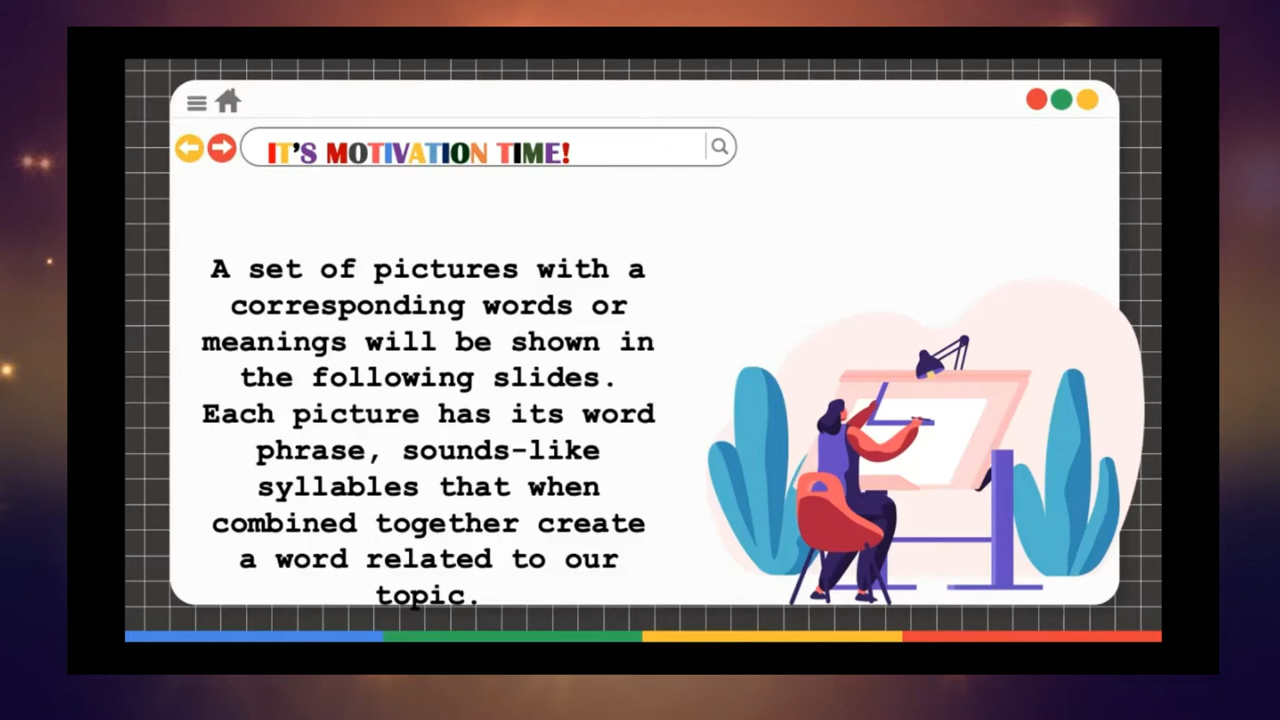 IT'S MOTIVATION TIME!
A set of pictures with a
corresponding words or
meanings will be shown in
the following slides.
Each picture has its word
phrase, sounds-like
syllables that when
combined together create
a word related to our
topic.